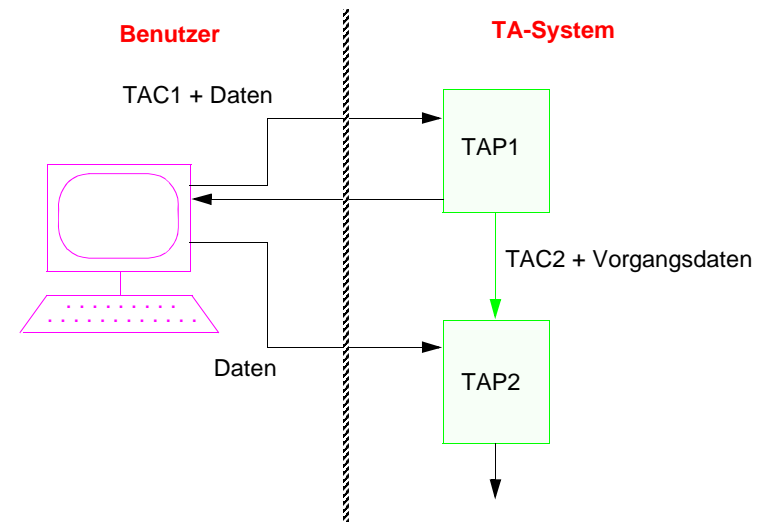 Benutzer
TA-System
TAC1 + Daten
TAP1
TAC2 + Vorgangsdaten
Daten
TAP2